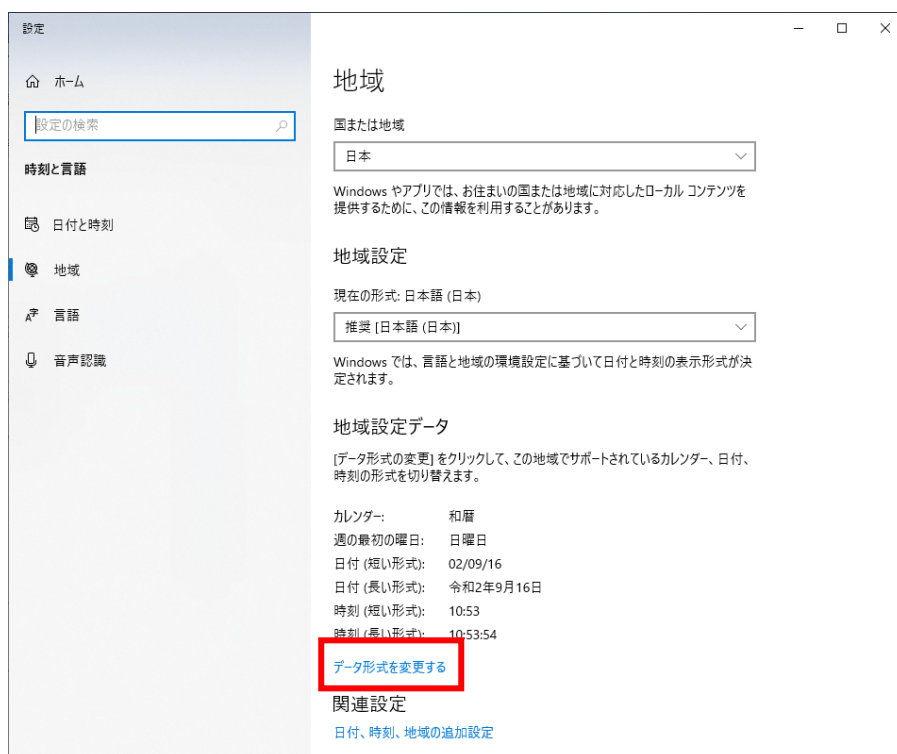 設定
ホーム
設定の検索
時刻と言語
日付と時刻
地域
言語
音声認識
地域
国または地域
日本
Windows やアプリでは、お住まいの国または地域に対応したローカル コンテンツを
提供するために、この情報を利用することがあります。
地域設定
現在の形式: 日本語 (日本)
推奨 [日本語 (日本)]
Windows では、言語と地域の環境設定に基づいて日付と時刻の表示形式が決
定されます。
地域設定データ
[データ形式の変更] をクリックして、この地域でサポートされているカレンダー、日付、
時刻の形式を切り替えます。
カレンダー: 和暦
週の最初の曜日: 日曜日
日付 (短い形式): 02/09/16
日付 (長い形式): 令和2年9月16日
時刻 (短い形式): 10:53
時刻 (長い形式): 10:53:54
データ形式を変更する
関連設定
日付、時刻、地域の追加設定